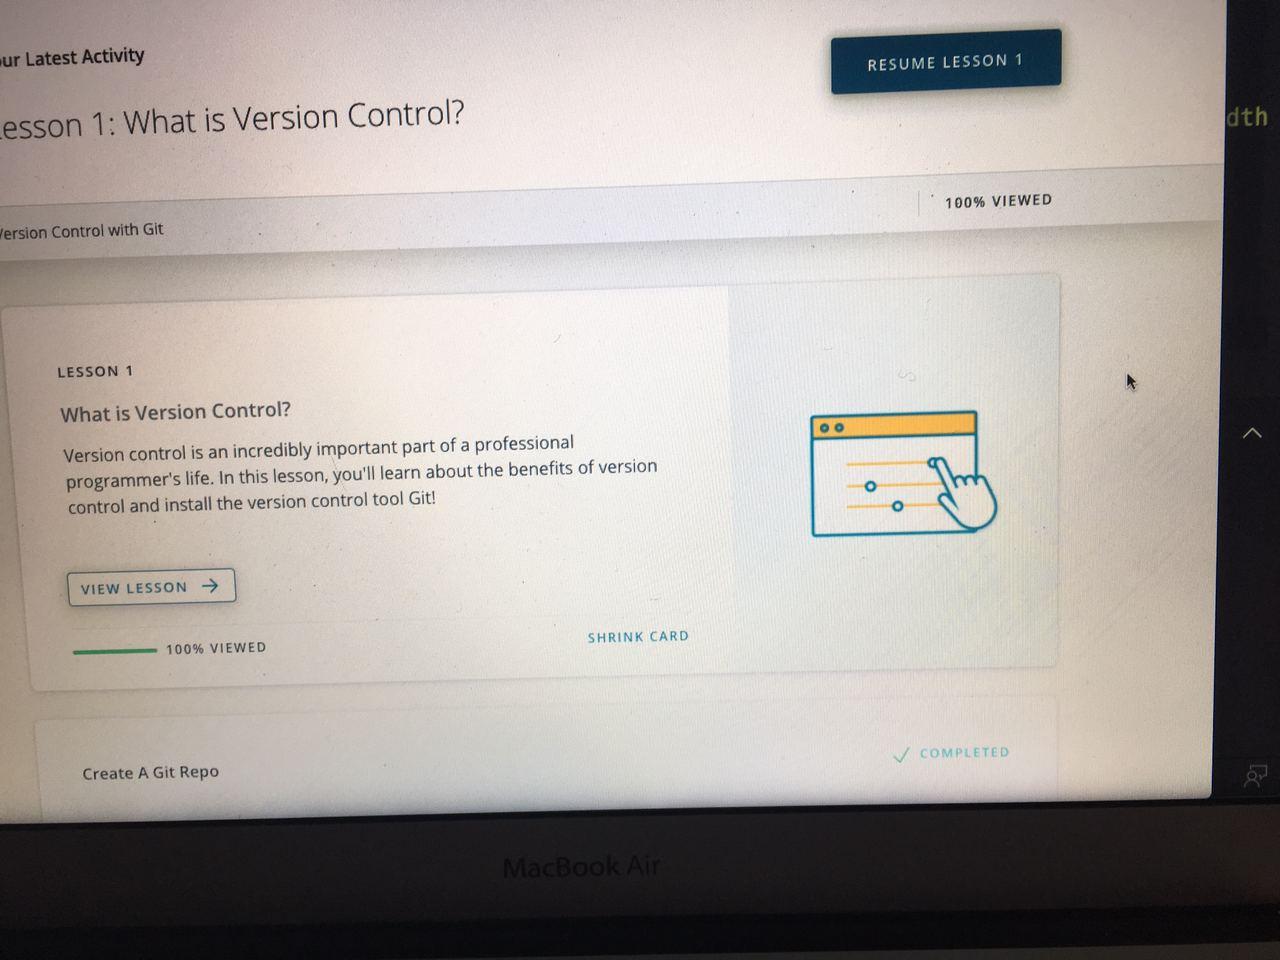 our Latest Activity
RESUME LESSON 1
Lesson 1: What is Version Control?
dth
Version Control with Git
100% VIEWED
LESSON 1
What is Version Control?
Version control is an incredibly important part of a professional
programmer's life. In this lesson, you'll learn about the benefits of version
control and install the version control tool Git!
VIEW LESSON
100% VIEWED
SHRINK CARD
Create A Git Repo
COMPLETED
MacBook Air